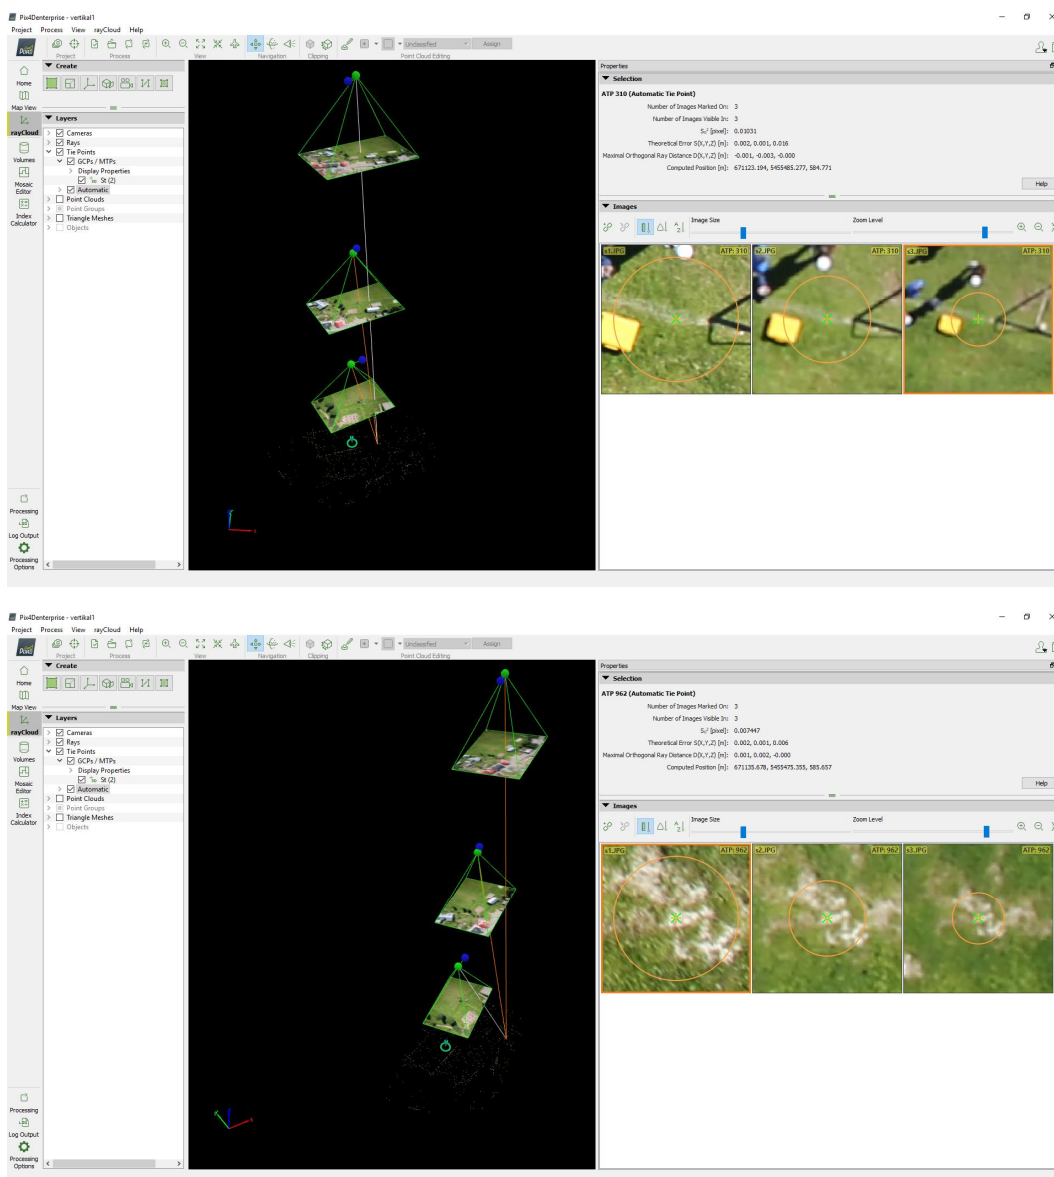 Pix4Denterprise - vertikal1
Project Process View rayCloud Help
Unclassified Assign
Project Process View Navigation Clipping Point Cloud Editing
Home
Map View
rayCloud
Volumes
Mosaic Editor
Index Calculator
Processing
Log Output
Processing Options
Create
Layers
Cameras
Rays
Tie Points
GCPs / MTPs
Display Properties
St (2)
Automatic
Point Clouds
Point Groups
Triangle Meshes
Objects
Properties
Selection
ATP 310 (Automatic Tie Point)
Number of Images Marked On: 3
Number of Images Visible In: 3
S₀² [pixel]: 0.01031
Theoretical Error S(X,Y,Z) [m]: 0.002, 0.001, 0.016
Maximal Orthogonal Ray Distance D(X,Y,Z) [m]: -0.001, -0.003, -0.000
Computed Position [m]: 671123.194, 5455485.277, 584.771
Help
Images
Image Size Zoom Level
s1.JPG ATP: 310 s2.JPG ATP: 310 s3.JPG ATP: 310
Pix4Denterprise - vertikal1
Project Process View rayCloud Help
Unclassified Assign
Project Process View Navigation Clipping Point Cloud Editing
Home
Map View
rayCloud
Volumes
Mosaic Editor
Index Calculator
Processing
Log Output
Processing Options
Create
Layers
Cameras
Rays
Tie Points
GCPs / MTPs
Display Properties
St (2)
Automatic
Point Clouds
Point Groups
Triangle Meshes
Objects
Properties
Selection
ATP 962 (Automatic Tie Point)
Number of Images Marked On: 3
Number of Images Visible In: 3
S₀² [pixel]: 0.007447
Theoretical Error S(X,Y,Z) [m]: 0.002, 0.001, 0.006
Maximal Orthogonal Ray Distance D(X,Y,Z) [m]: 0.001, 0.002, -0.000
Computed Position [m]: 671135.678, 5455475.355, 585.657
Help
Images
Image Size Zoom Level
s1.JPG ATP: 962 s2.JPG ATP: 962 s3.JPG ATP: 962